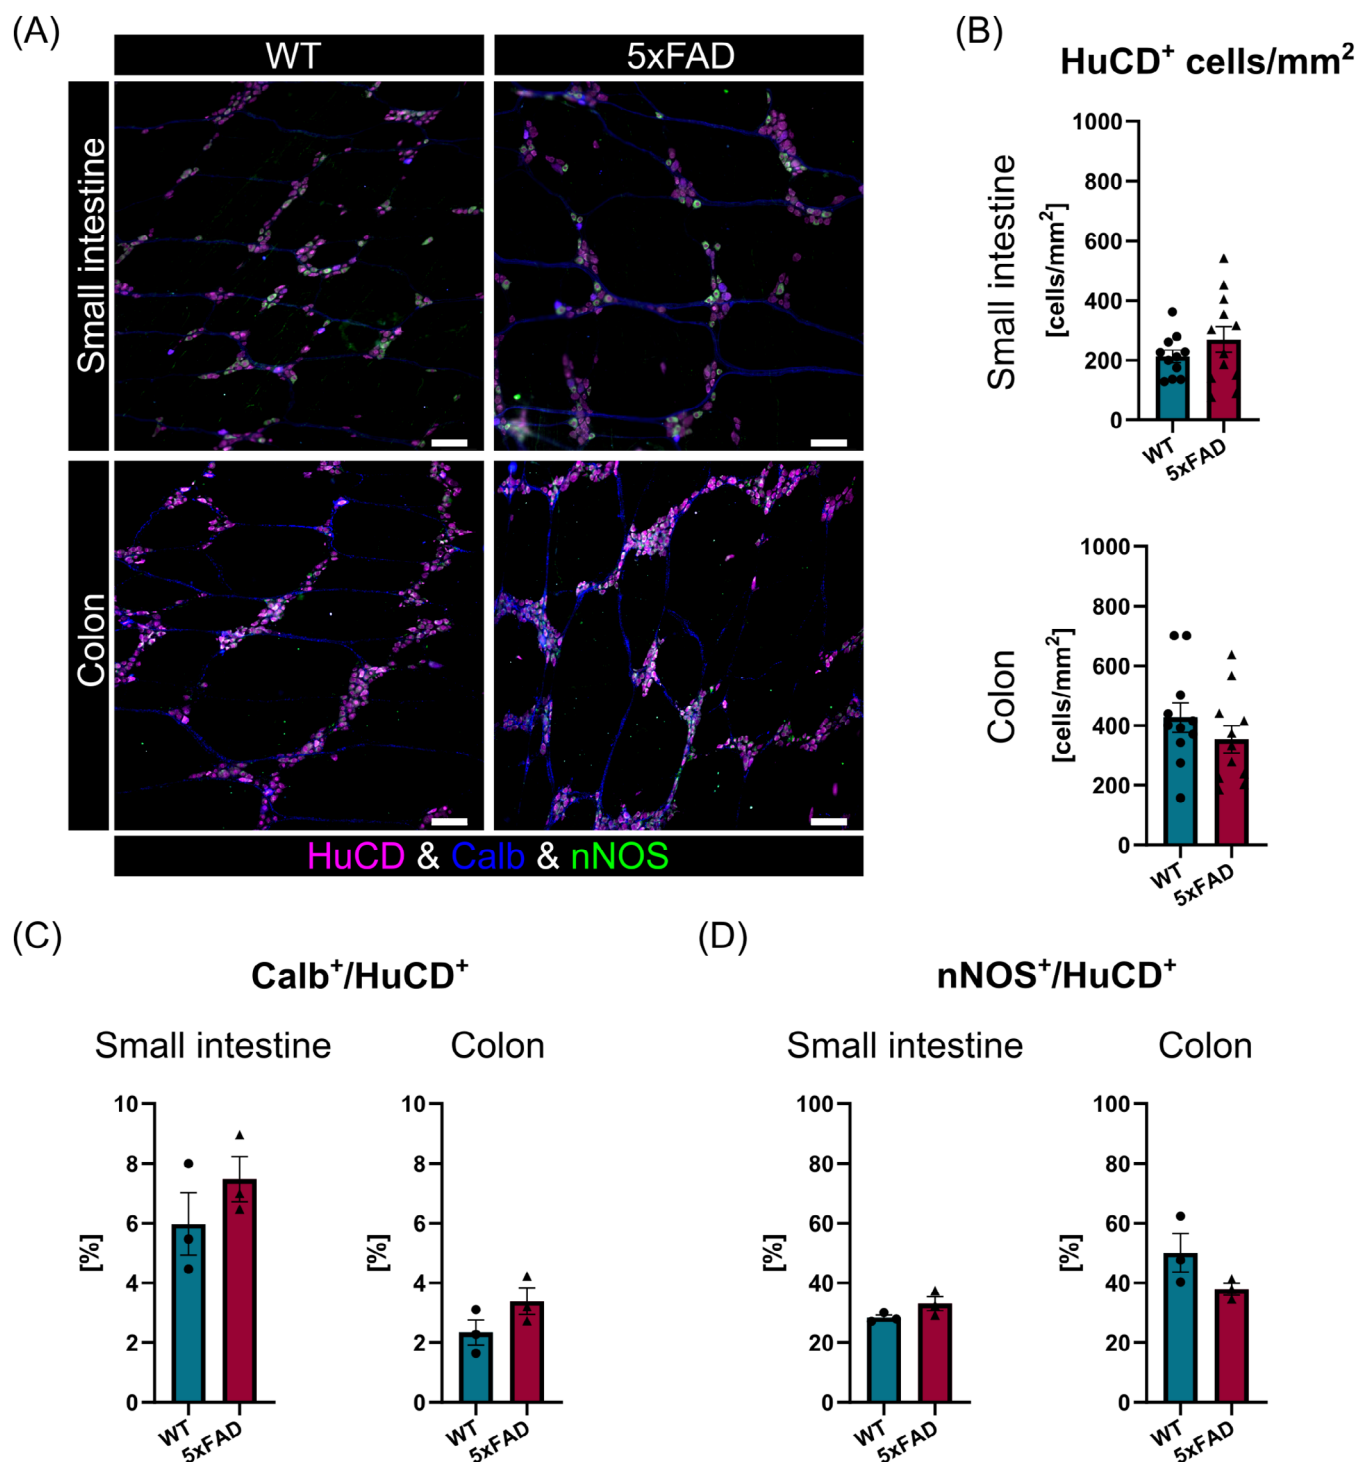 (A)
WT
5xFAD
Small intestine
Colon
HuCD & Calb & nNOS
(B)
HuCD⁺ cells/mm²
Small intestine
[cells/mm²]
1000
800
600
400
200
0
WT
5xFAD
Colon
[cells/mm²]
1000
800
600
400
200
0
WT
5xFAD
(C)
Calb⁺/HuCD⁺
Small intestine
[%]
10
8
6
4
2
0
WT
5xFAD
Colon
[%]
10
8
6
4
2
0
WT
5xFAD
(D)
nNOS⁺/HuCD⁺
Small intestine
[%]
100
80
60
40
20
0
WT
5xFAD
Colon
[%]
100
80
60
40
20
0
WT
5xFAD